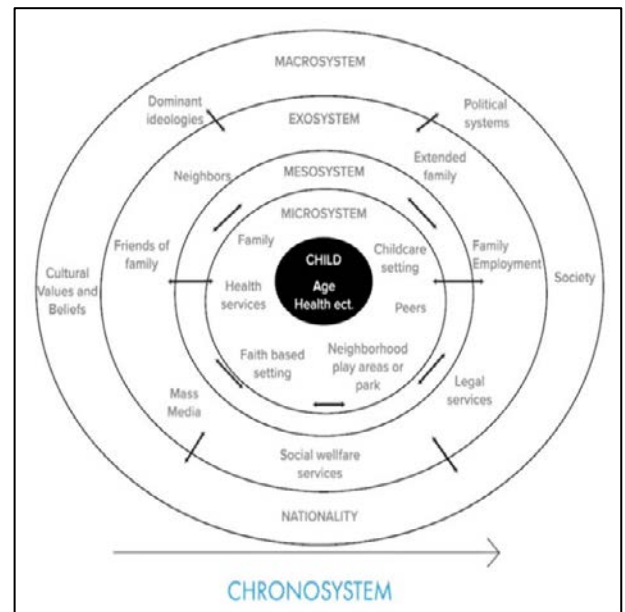 MACROSYSTEM
Dominant
ideologies
Political
systems
EXOSYSTEM
Neighbors
Extended
family
MESOSYSTEM
MICROSYSTEM
Family
CHILD
Age
Health ect.
Childcare
setting
Friends of
family
Family
Employment
Cultural
Values and
Beliefs
Society
Health
services
Peers
Faith based
setting
Neighborhood
play areas or
park
Mass
Media
Legal
services
Social wellfare
services
NATIONALITY
CHRONOSYSTEM